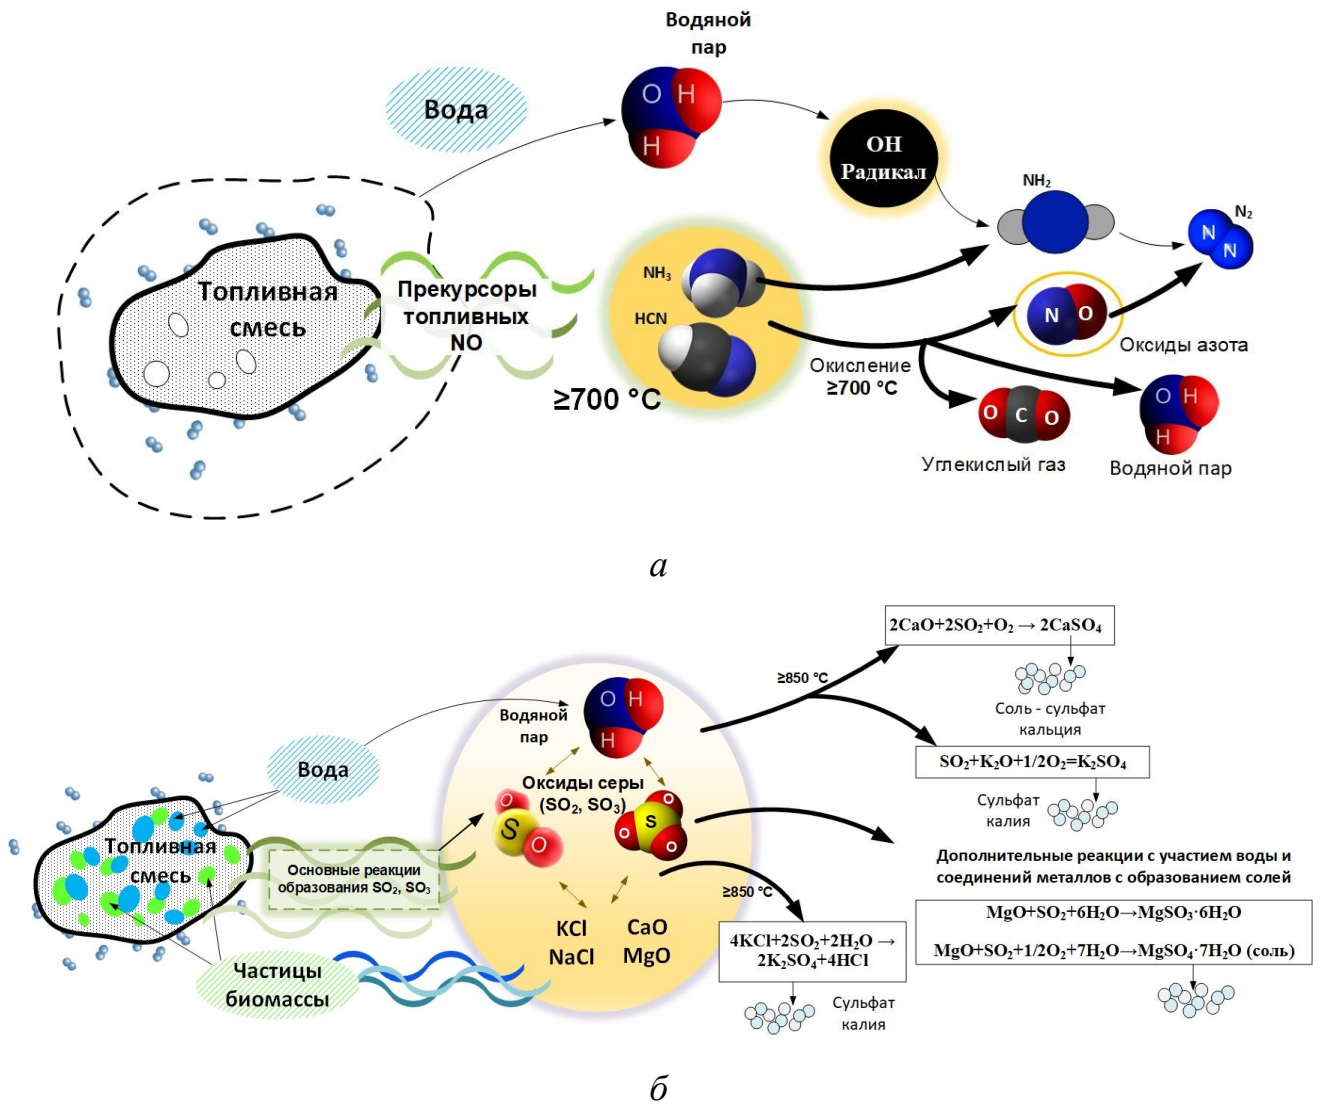 Водяной
пар
Вода
O H
H
OH
Радикал
NH₂
N₂
N
N
Топливная
смесь
Прекурсоры
топливных
NO
NH₃
HCN
≥700 °C
Окисление
≥700 °C
N O
Оксиды азота
O C O
Углекислый газ
O H
H
Водяной пар
а
2CaO+2SO₂+O₂ → 2CaSO₄
≥850 °C
Соль - сульфат
кальция
O H
H
Водяной
пар
SO₂+K₂O+1/2O₂=K₂SO₄
Сульфат
калия
Вода
Оксиды серы
(SO₂, SO₃)
O
S
O
O
S
O
O
Топливная
смесь
Основные реакции
образования SO₂, SO₃
Дополнительные реакции с участием воды и
соединений металлов с образованием солей
≥850 °C
MgO+SO₂+6H₂O→MgSO₃·6H₂O
MgO+SO₂+1/2O₂+7H₂O→MgSO₄·7H₂O (соль)
KCl
NaCl
CaO
MgO
4KCl+2SO₂+2H₂O →
2K₂SO₄+4HCl
Сульфат
калия
Частицы
биомассы
б